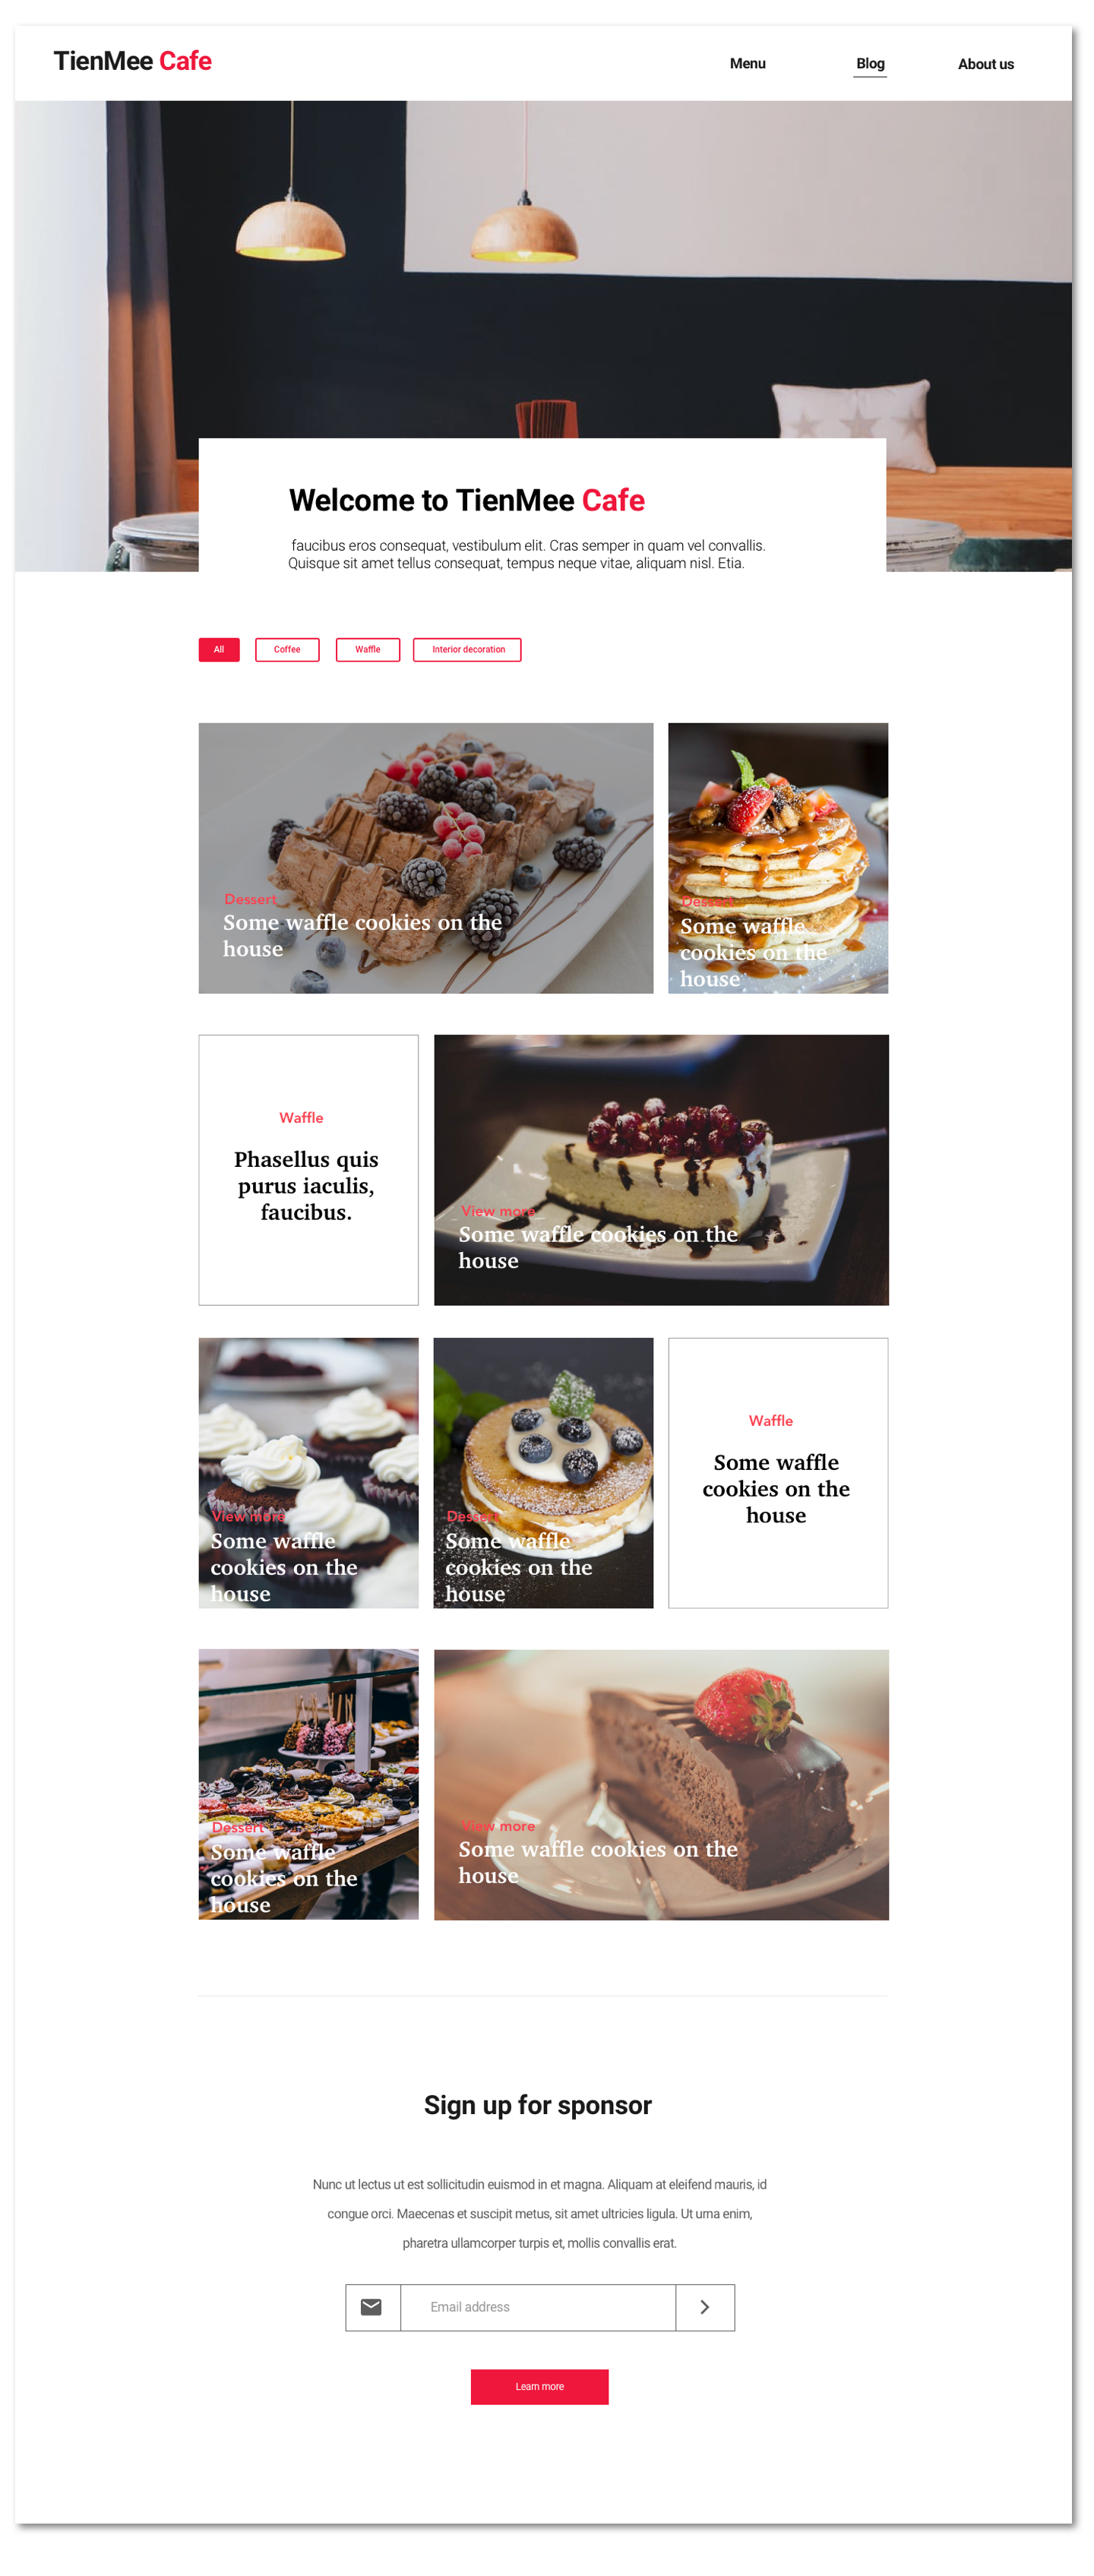 TienMee Cafe
Menu
Blog
About us
Welcome to TienMee Cafe
faucibus eros consequat, vestibulum elit. Cras semper in quam vel convallis.
Quisque sit amet tellus consequat, tempus neque vitae, aliquam nisl. Etia.
All
Coffee
Waffle
Interior decoration
Dessert
Some waffle cookies on the
house
Dessert
Some waffle
cookies on the
house
Waffle
Phasellus quis
purus iaculis,
faucibus.
View more
Some waffle cookies on the
house
View more
Some waffle
cookies on the
house
Dessert
Some waffle
cookies on the
house
Waffle
Some waffle
cookies on the
house
Dessert
Some waffle
cookies on the
house
View more
Some waffle cookies on the
house
Sign up for sponsor
Nunc ut lectus ut est sollicitudin euismod in et magna. Aliquam at eleifend mauris, id
congue orci. Maecenas et suscipit metus, sit amet ultricies ligula. Ut urna enim,
pharetra ullamcorper turpis et, mollis convallis erat.
Email address
Learn more